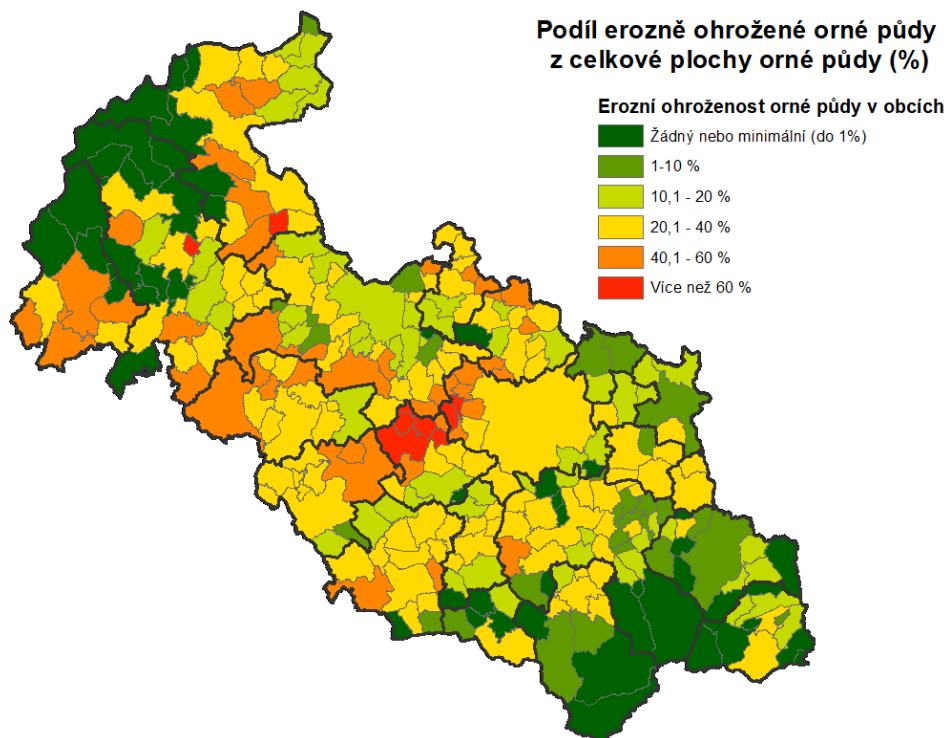 Podíl erozně ohrožené orné půdy
z celkové plochy orné půdy (%)
Erozní ohroženost orné půdy v obcích
Žádný nebo minimální (do 1%)
1-10 %
10,1 - 20 %
20,1 - 40 %
40,1 - 60 %
Více než 60 %